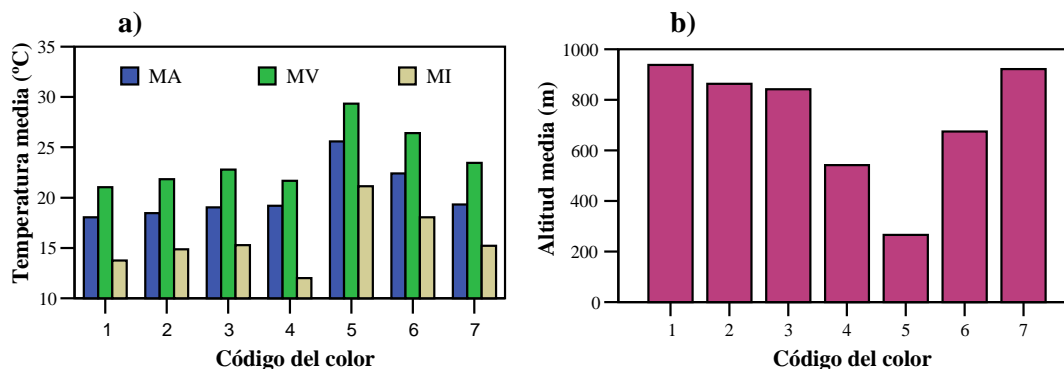 a)
Temperatura media (ºC)
35
30
25
20
15
10
MA MV MI
1 2 3 4 5 6 7
Código del color
b)
Altitud media (m)
1000
800
600
400
200
0
1 2 3 4 5 6 7
Código del color